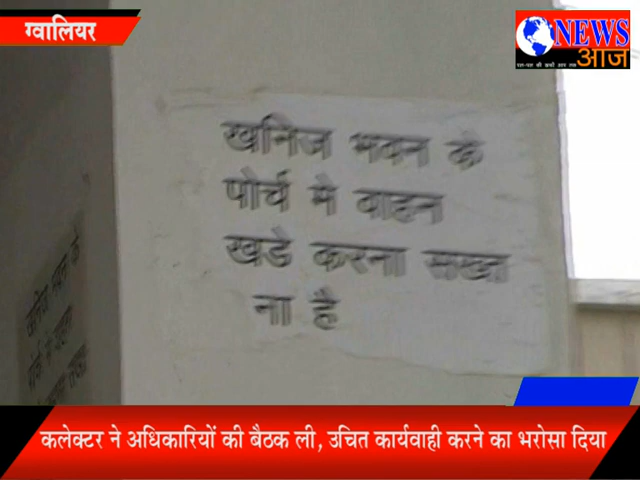 ग्वालियर
NEWS
आज
खनिज भवन के
पोर्च मे वाहन
खडे करना सख्त
ना है
कलेक्टर ने अधिकारियों की बैठक ली, उचित कार्यवाही करने का भरोसा दिया